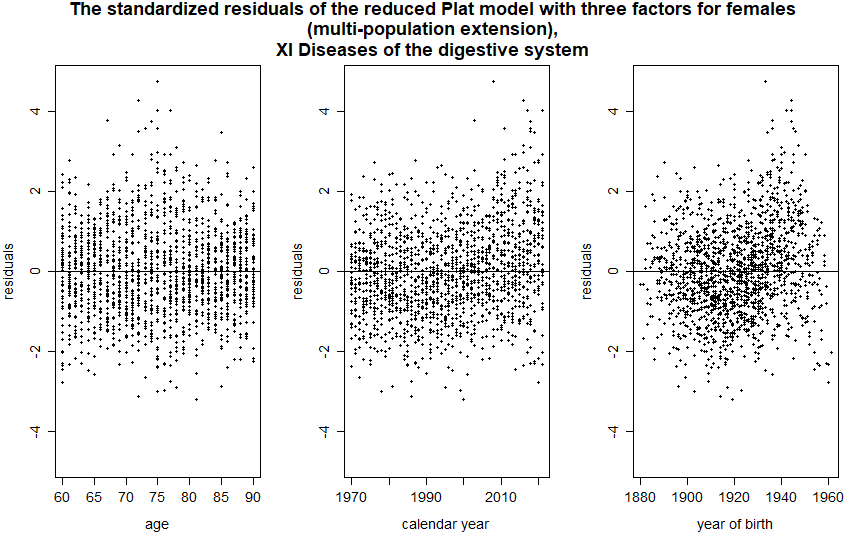 The standardized residuals of the reduced Plat model with three factors for females
(multi-population extension),
XI Diseases of the digestive system
residuals
4
2
0
-2
-4
60 65 70 75 80 85 90
age
residuals
4
2
0
-2
-4
1970 1990 2010
calendar year
residuals
4
2
0
-2
-4
1880 1900 1920 1940 1960
year of birth